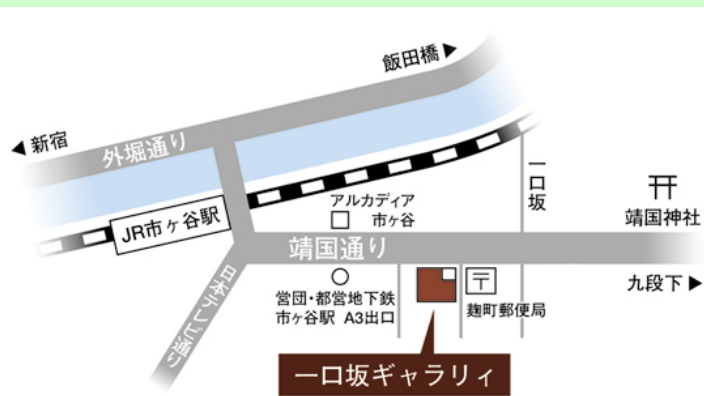 飯田橋▶
◀新宿
外堀通り
JR市ヶ谷駅
アルカディア
市ヶ谷
一口坂
靖国神社
靖国通り
九段下▶
日本テレビ通り
営団・都営地下鉄
市ヶ谷駅 A3出口
〒
麹町郵便局
一口坂ギャラリィ